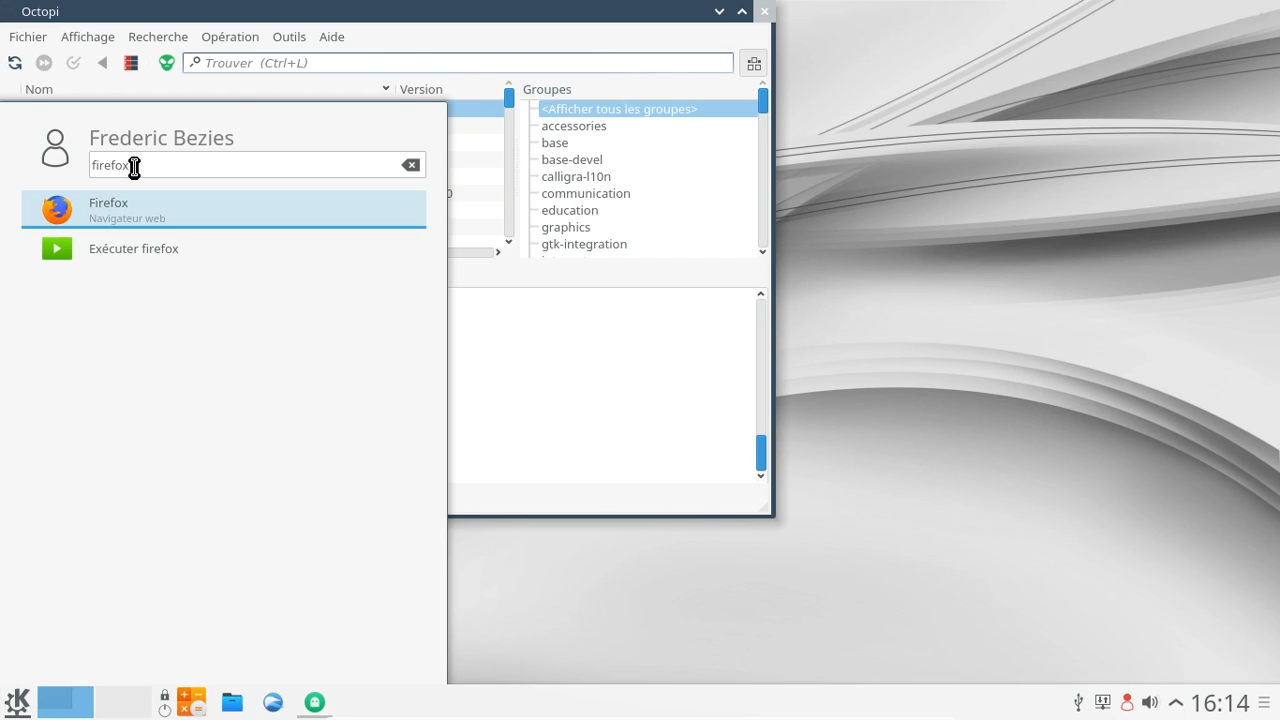 Octopi
Fichier Affichage Recherche Opération Outils Aide
Trouver (Ctrl+L)
Nom Version Groupes
<Afficher tous les groupes>
accessories
base
base-devel
calligra-l10n
communication
education
graphics
gtk-integration
0
Frederic Bezies
firefox
Firefox
Navigateur web
Exécuter firefox
16:14